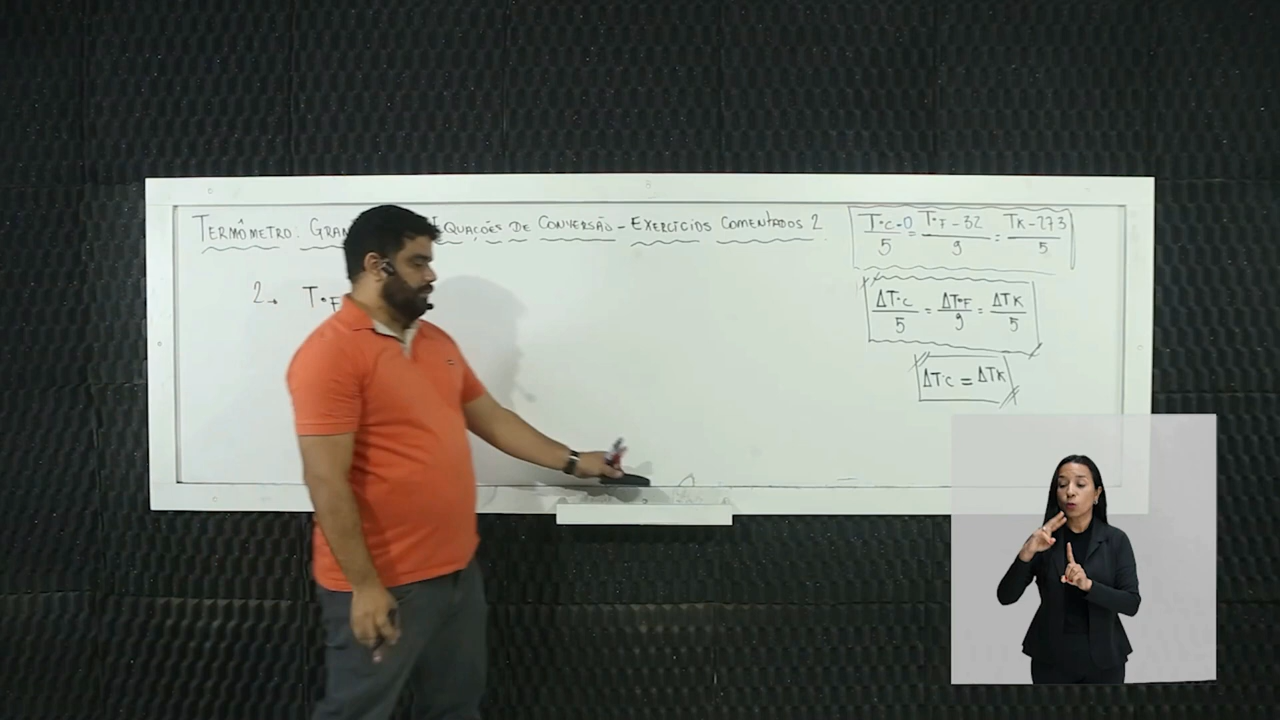 TERMÔMETRO: GRAN EQUAÇÕES DE CONVERSÃO - EXERCÍCIOS COMENTADOS 2
T°C-0/5 = T°F-32/9 = TK-273/5
2. T°F
ΔT°C/5 = ΔT°F/9 = ΔTK/5
ΔT°C = ΔTK